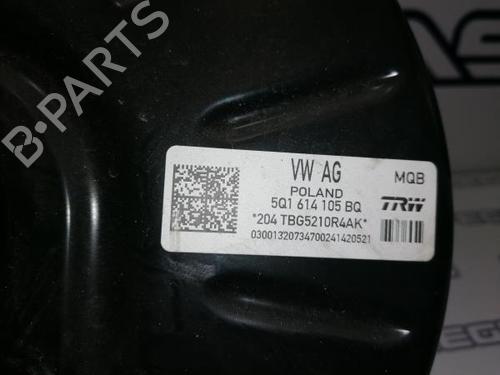 B-PARTS
VW AG
MQB
POLAND
5Q1 614 105 BQ
TRW
*204 TBG5210R4AK*
03001320734700241420521